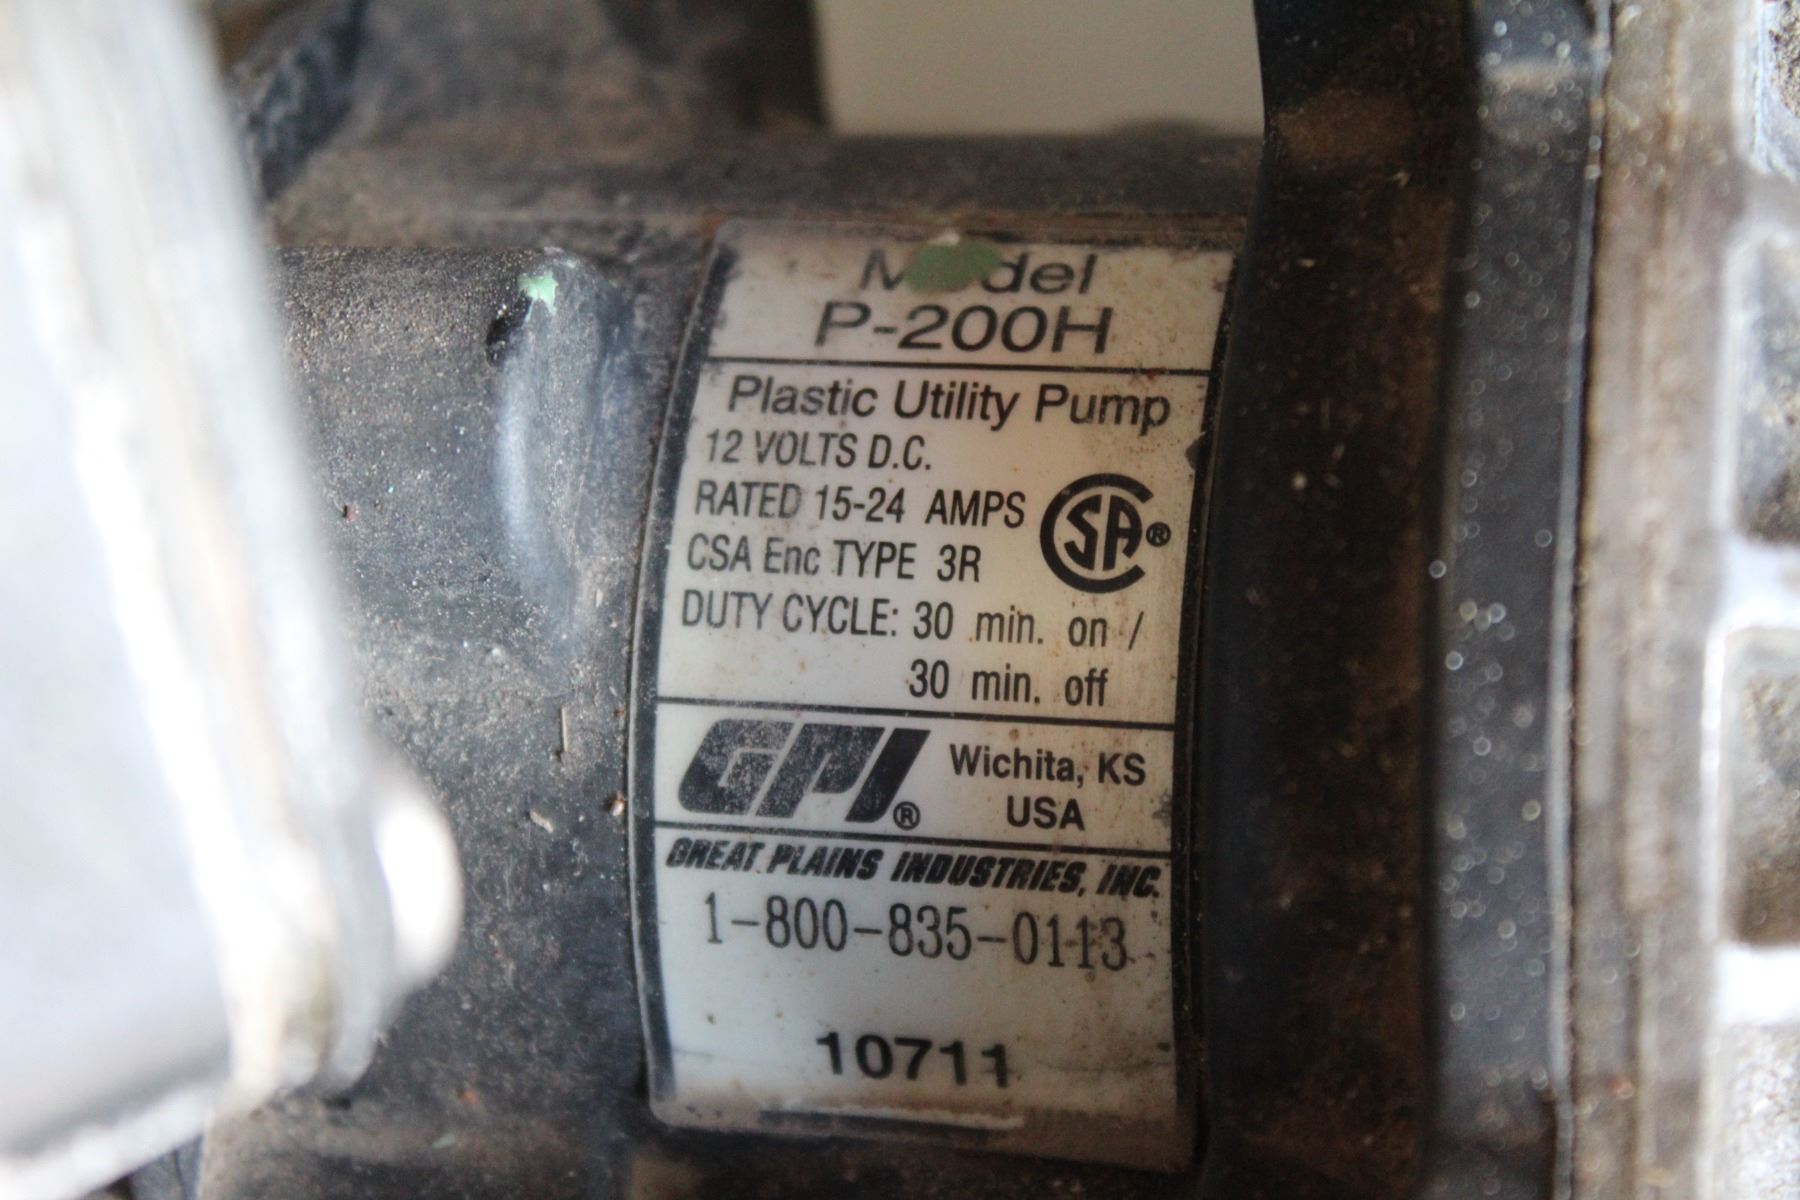 Model
P-200H
Plastic Utility Pump
12 VOLTS D.C.
RATED 15-24 AMPS
CSA Enc TYPE 3R
SA®
DUTY CYCLE: 30 min. on /
30 min. off
GPI®
Wichita, KS
USA
GREAT PLAINS INDUSTRIES, INC.
1-800-835-0113
10711